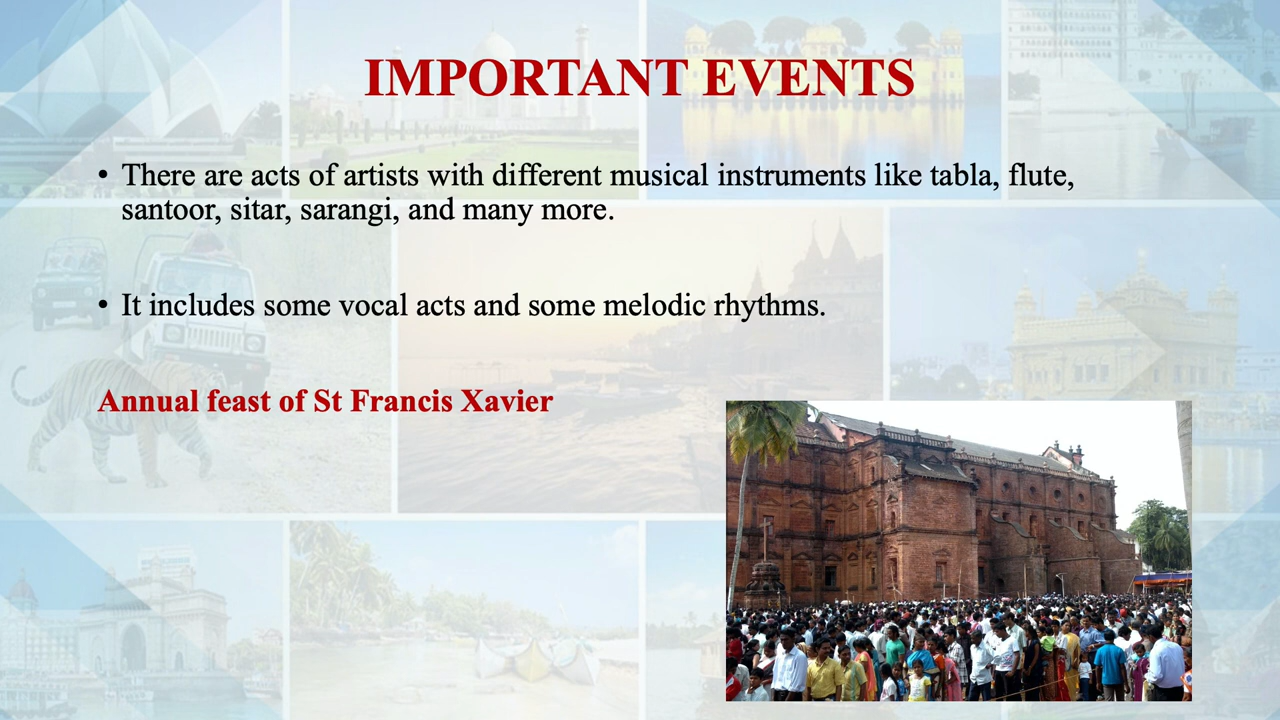 IMPORTANT EVENTS
• There are acts of artists with different musical instruments like tabla, flute,
santoor, sitar, sarangi, and many more.
• It includes some vocal acts and some melodic rhythms.
Annual feast of St Francis Xavier